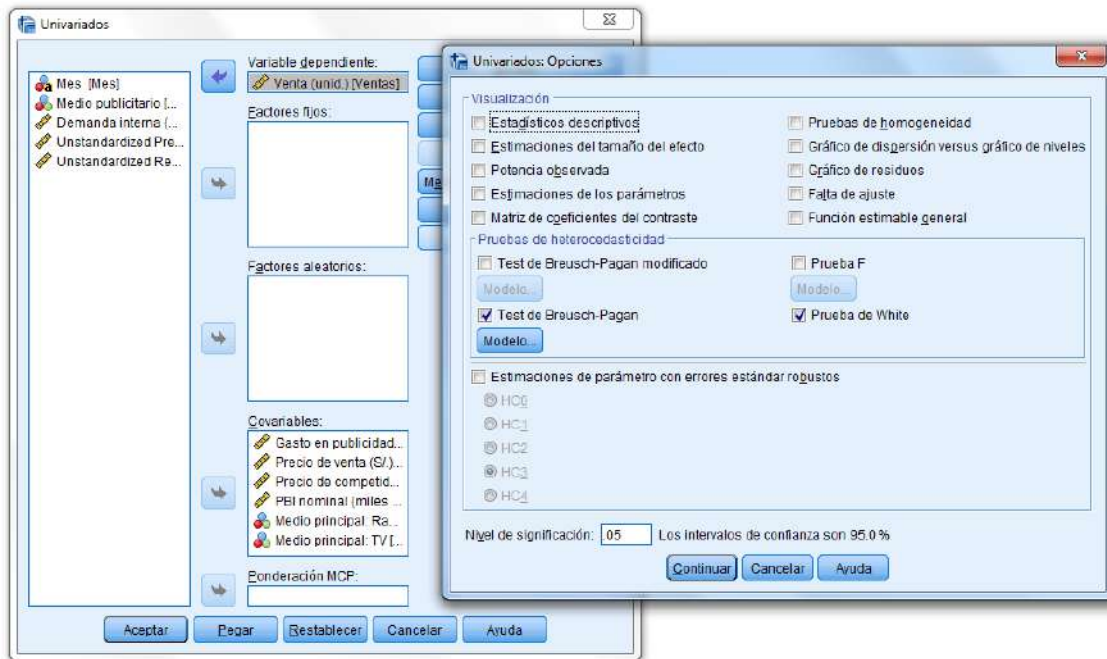 Univariados
Mes [Mes]
Medio publicitario [...
Demanda interna (...
Unstandardized Pre...
Unstandardized Re...
Variable dependiente:
Venta (unid.) [Ventas]
Factores fijos:
Factores aleatorios:
Covariables:
Gasto en publicidad...
Precio de venta (S/.)...
Precio de competid...
PBI nominal (miles ...
Medio principal: Ra...
Medio principal: TV [...
Ponderación MCP:
Me
Aceptar
Pegar
Restablecer
Cancelar
Ayuda
Univariados: Opciones
Visualización
Estadísticos descriptivos
Estimaciones del tamaño del efecto
Potencia observada
Estimaciones de los parámetros
Matriz de coeficientes del contraste
Pruebas de homogeneidad
Gráfico de dispersión versus gráfico de niveles
Gráfico de residuos
Falta de ajuste
Función estimable general
Pruebas de heterocedasticidad
Test de Breusch-Pagan modificado
Modelo...
Prueba F
Modelo...
Test de Breusch-Pagan
Modelo...
Prueba de White
Estimaciones de parámetro con errores estándar robustos
HC0
HC1
HC2
HC3
HC4
Nivel de significación: .05 Los intervalos de confianza son 95.0 %
Continuar
Cancelar
Ayuda